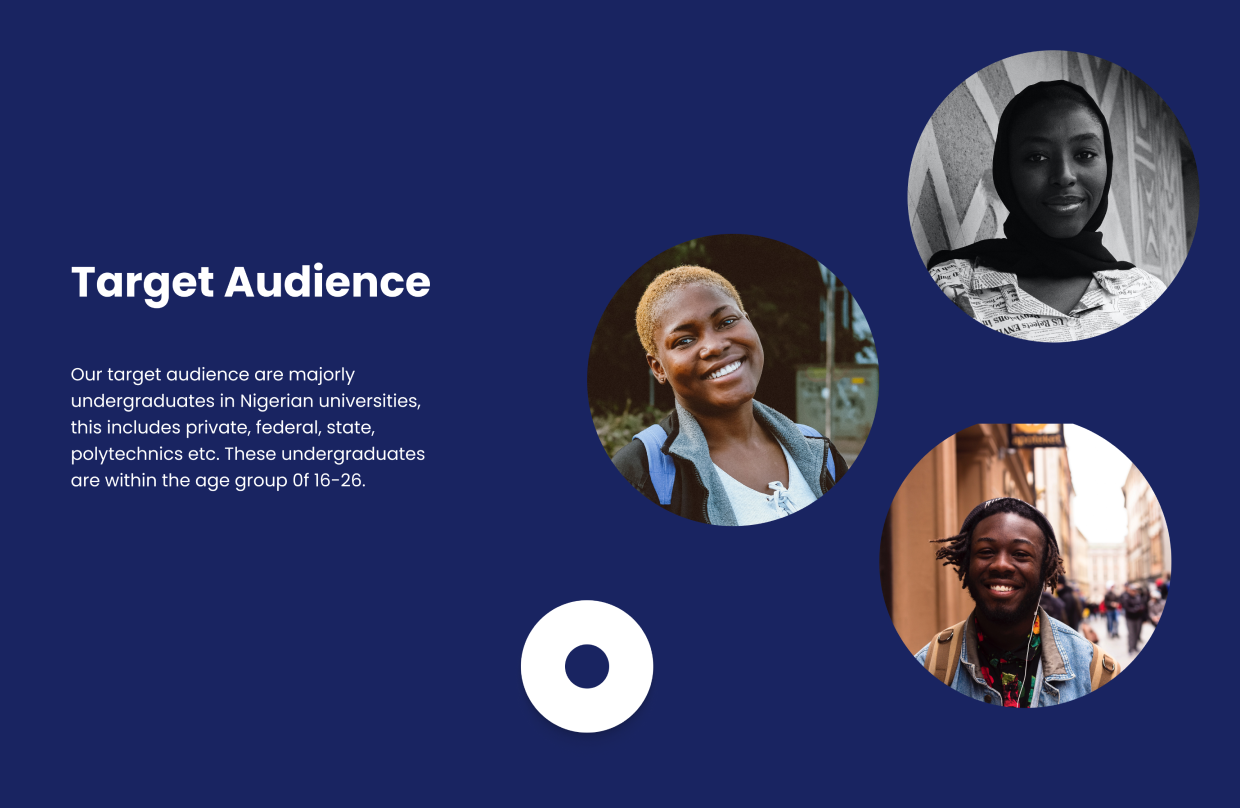 Target Audience
Our target audience are majorly
undergraduates in Nigerian universities,
this includes private, federal, state,
polytechnics etc. These undergraduates
are within the age group 0f 16-26.